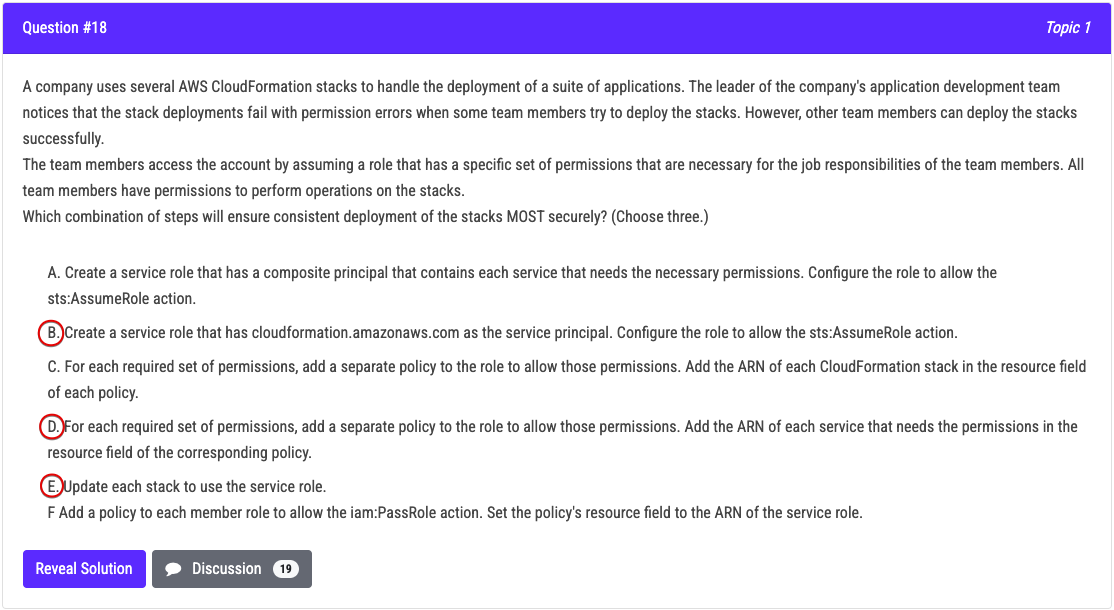 Question #18
Topic 1
A company uses several AWS CloudFormation stacks to handle the deployment of a suite of applications. The leader of the company's application development team
notices that the stack deployments fail with permission errors when some team members try to deploy the stacks. However, other team members can deploy the stacks
successfully.
The team members access the account by assuming a role that has a specific set of permissions that are necessary for the job responsibilities of the team members. All
team members have permissions to perform operations on the stacks.
Which combination of steps will ensure consistent deployment of the stacks MOST securely? (Choose three.)
A. Create a service role that has a composite principal that contains each service that needs the necessary permissions. Configure the role to allow the
sts:AssumeRole action.
B. Create a service role that has cloudformation.amazonaws.com as the service principal. Configure the role to allow the sts:AssumeRole action.
C. For each required set of permissions, add a separate policy to the role to allow those permissions. Add the ARN of each CloudFormation stack in the resource field
of each policy.
D. For each required set of permissions, add a separate policy to the role to allow those permissions. Add the ARN of each service that needs the permissions in the
resource field of the corresponding policy.
E. Update each stack to use the service role.
F Add a policy to each member role to allow the iam:PassRole action. Set the policy's resource field to the ARN of the service role.
Reveal Solution
Discussion 19